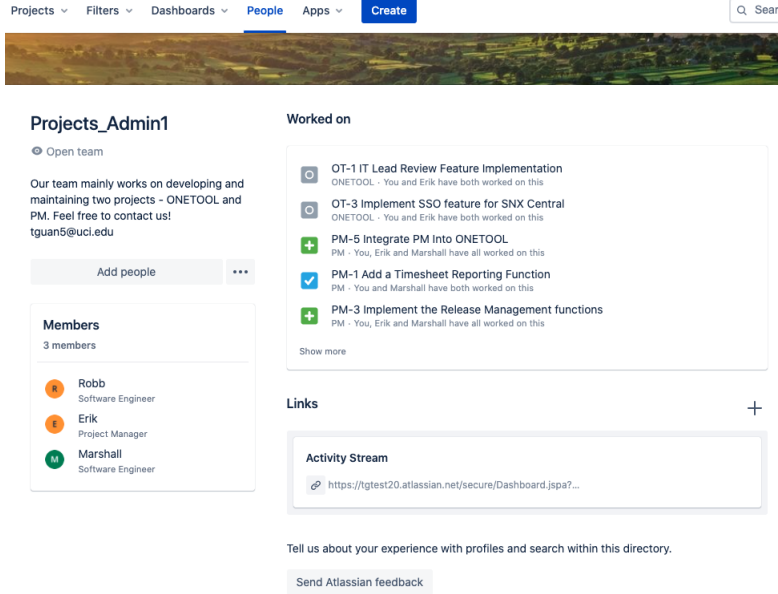 Projects Filters Dashboards People Apps Create Sear
Projects_Admin1
Open team
Our team mainly works on developing and
maintaining two projects - ONETOOL and
PM. Feel free to contact us!
tguan5@uci.edu
Add people
Members
3 members
R Robb
Software Engineer
E Erik
Project Manager
M Marshall
Software Engineer
Worked on
OT-1 IT Lead Review Feature Implementation
ONETOOL · You and Erik have both worked on this
OT-3 Implement SSO feature for SNX Central
ONETOOL · You and Erik have both worked on this
PM-5 Integrate PM Into ONETOOL
PM · You, Erik and Marshall have all worked on this
PM-1 Add a Timesheet Reporting Function
PM · You and Marshall have both worked on this
PM-3 Implement the Release Management functions
PM · You, Erik and Marshall have all worked on this
Show more
Links
Activity Stream
https://tgtest20.atlassian.net/secure/Dashboard.jspa?...
Tell us about your experience with profiles and search within this directory.
Send Atlassian feedback